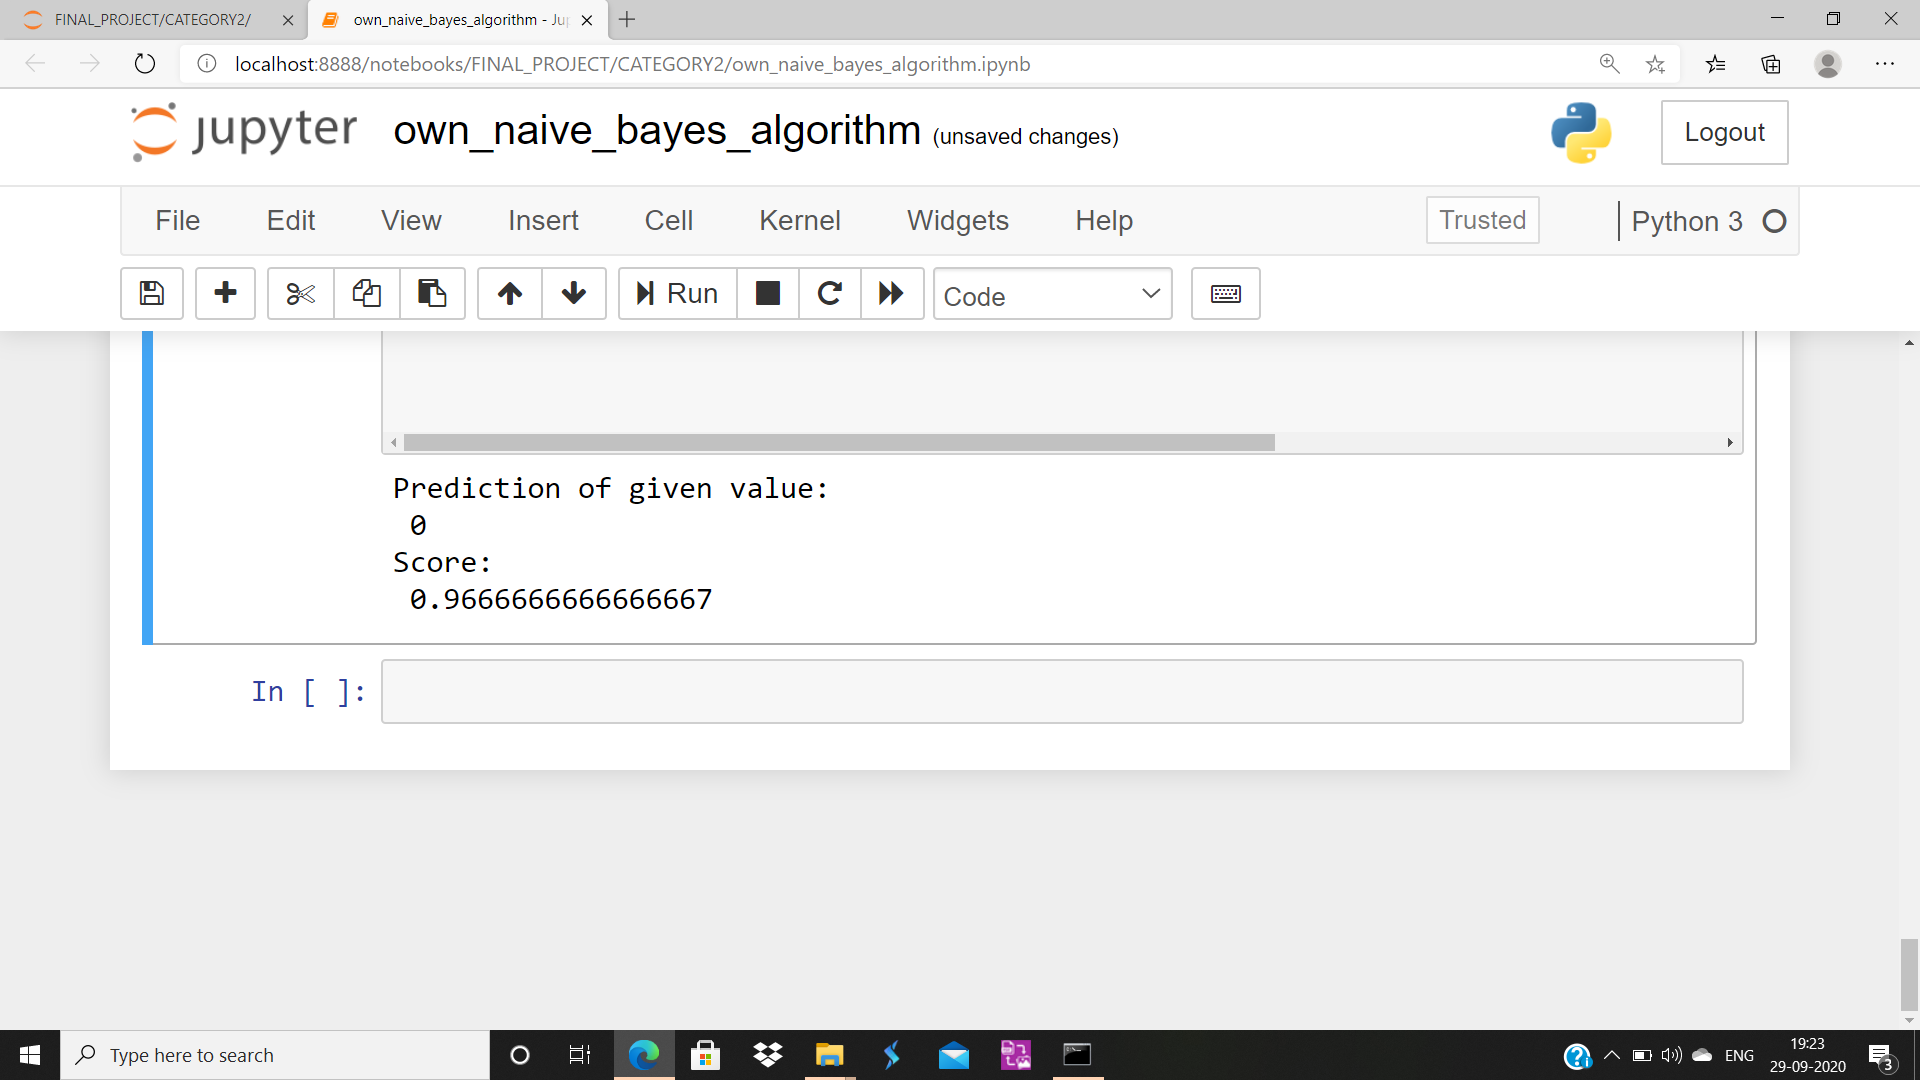 FINAL_PROJECT/CATEGORY2/
own_naive_bayes_algorithm - Ju
localhost:8888/notebooks/FINAL_PROJECT/CATEGORY2/own_naive_bayes_algorithm.ipynb
jupyter own_naive_bayes_algorithm (unsaved changes)
Logout
File Edit View Insert Cell Kernel Widgets Help Trusted Python 3
Run Code
Prediction of given value:
0
Score:
0.9666666666666667
In [ ]:
Type here to search
ENG
19:23
29-09-2020
3